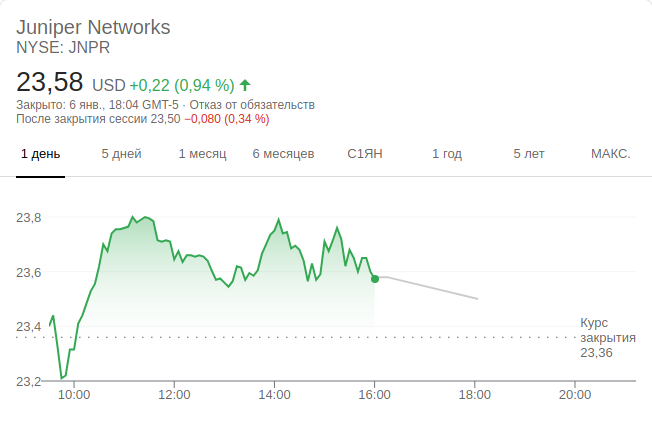 Juniper Networks
NYSE: JNPR
23,58 USD +0,22 (0,94 %)
Закрыто: 6 янв., 18:04 GMT-5 · Отказ от обязательств
После закрытия сессии 23,50 −0,080 (0,34 %)
1 день 5 дней 1 месяц 6 месяцев С1ЯН 1 год 5 лет МАКС.
23,8
23,6
23,4
Курс
закрытия
23,36
23,2
10:00 12:00 14:00 16:00 18:00 20:00